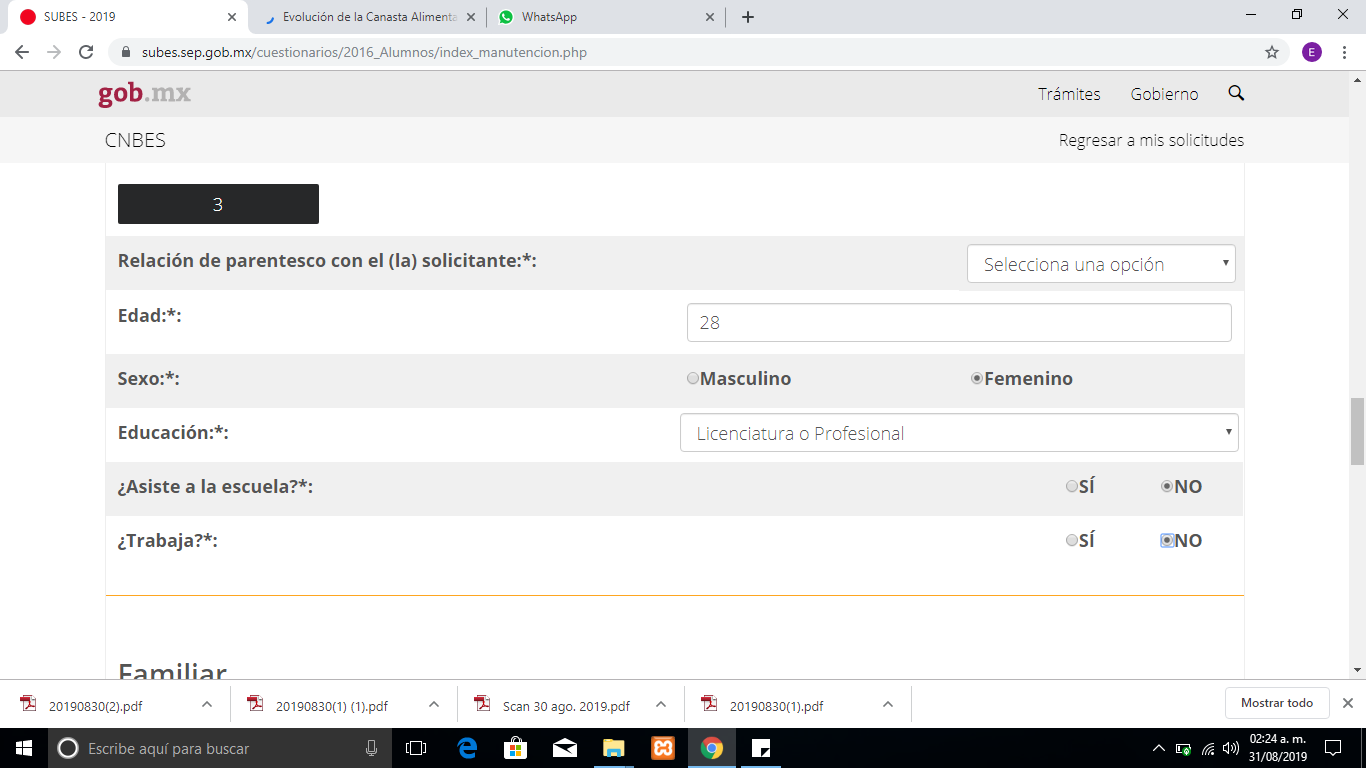 SUBES - 2019
Evolución de la Canasta Alimenta
WhatsApp
subes.sep.gob.mx/cuestionarios/2016_Alumnos/index_manutencion.php
E
gob.mx
Trámites
Gobierno
CNBES
Regresar a mis solicitudes
3
Relación de parentesco con el (la) solicitante:*:
Selecciona una opción
Edad:*:
28
Sexo:*:
Masculino
Femenino
Educación:*:
Licenciatura o Profesional
¿Asiste a la escuela?*:
SÍ
NO
¿Trabaja?*:
SÍ
NO
Familiar
20190830(2).pdf
20190830(1) (1).pdf
Scan 30 ago. 2019.pdf
20190830(1).pdf
Mostrar todo
Escribe aquí para buscar
02:24 a. m.
31/08/2019